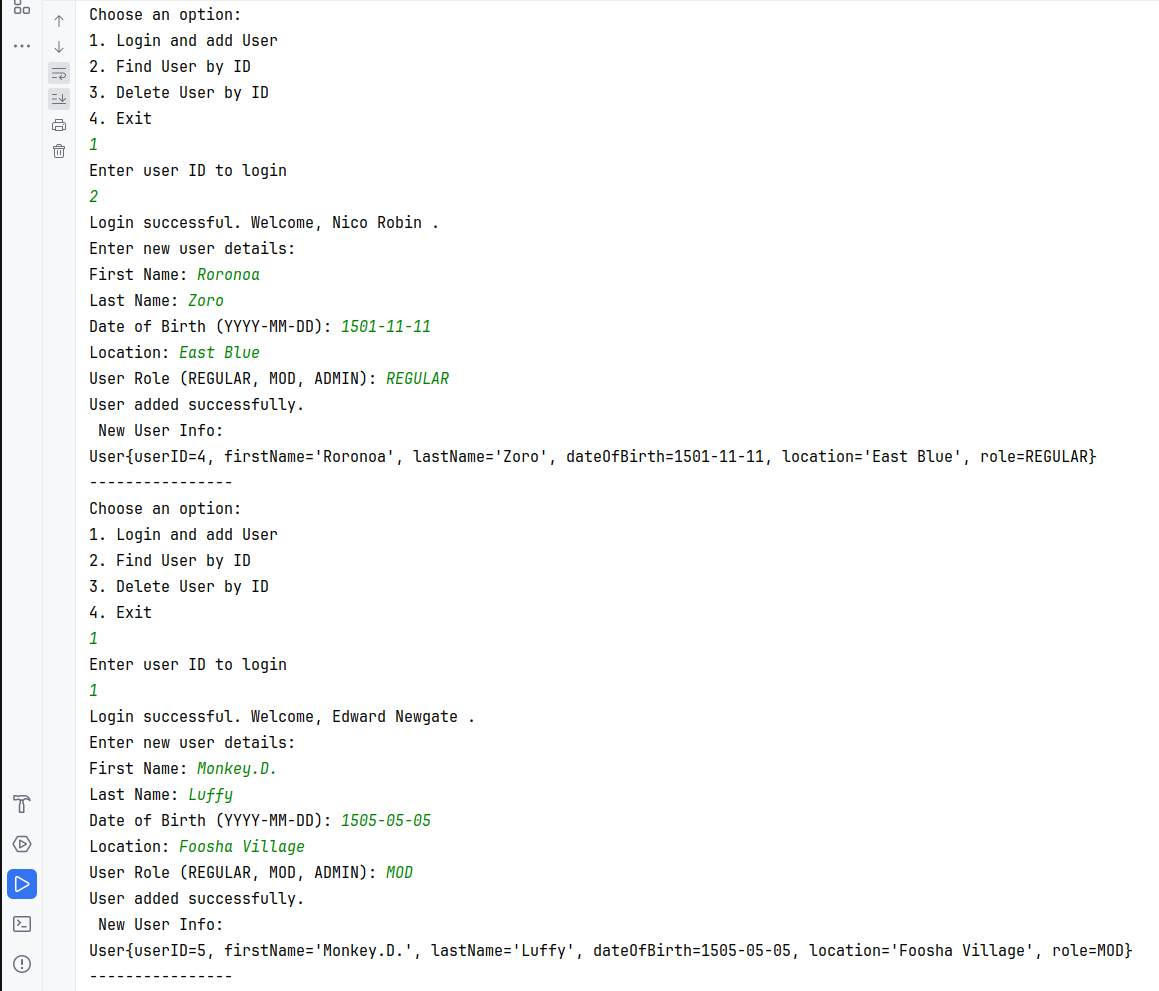 Choose an option:
1. Login and add User
2. Find User by ID
3. Delete User by ID
4. Exit
1
Enter user ID to login
2
Login successful. Welcome, Nico Robin .
Enter new user details:
First Name: Roronoa
Last Name: Zoro
Date of Birth (YYYY-MM-DD): 1501-11-11
Location: East Blue
User Role (REGULAR, MOD, ADMIN): REGULAR
User added successfully.
 New User Info:
User{userID=4, firstName='Roronoa', lastName='Zoro', dateOfBirth=1501-11-11, location='East Blue', role=REGULAR}
----------------
Choose an option:
1. Login and add User
2. Find User by ID
3. Delete User by ID
4. Exit
1
Enter user ID to login
1
Login successful. Welcome, Edward Newgate .
Enter new user details:
First Name: Monkey.D.
Last Name: Luffy
Date of Birth (YYYY-MM-DD): 1505-05-05
Location: Foosha Village
User Role (REGULAR, MOD, ADMIN): MOD
User added successfully.
 New User Info:
User{userID=5, firstName='Monkey.D.', lastName='Luffy', dateOfBirth=1505-05-05, location='Foosha Village', role=MOD}
----------------